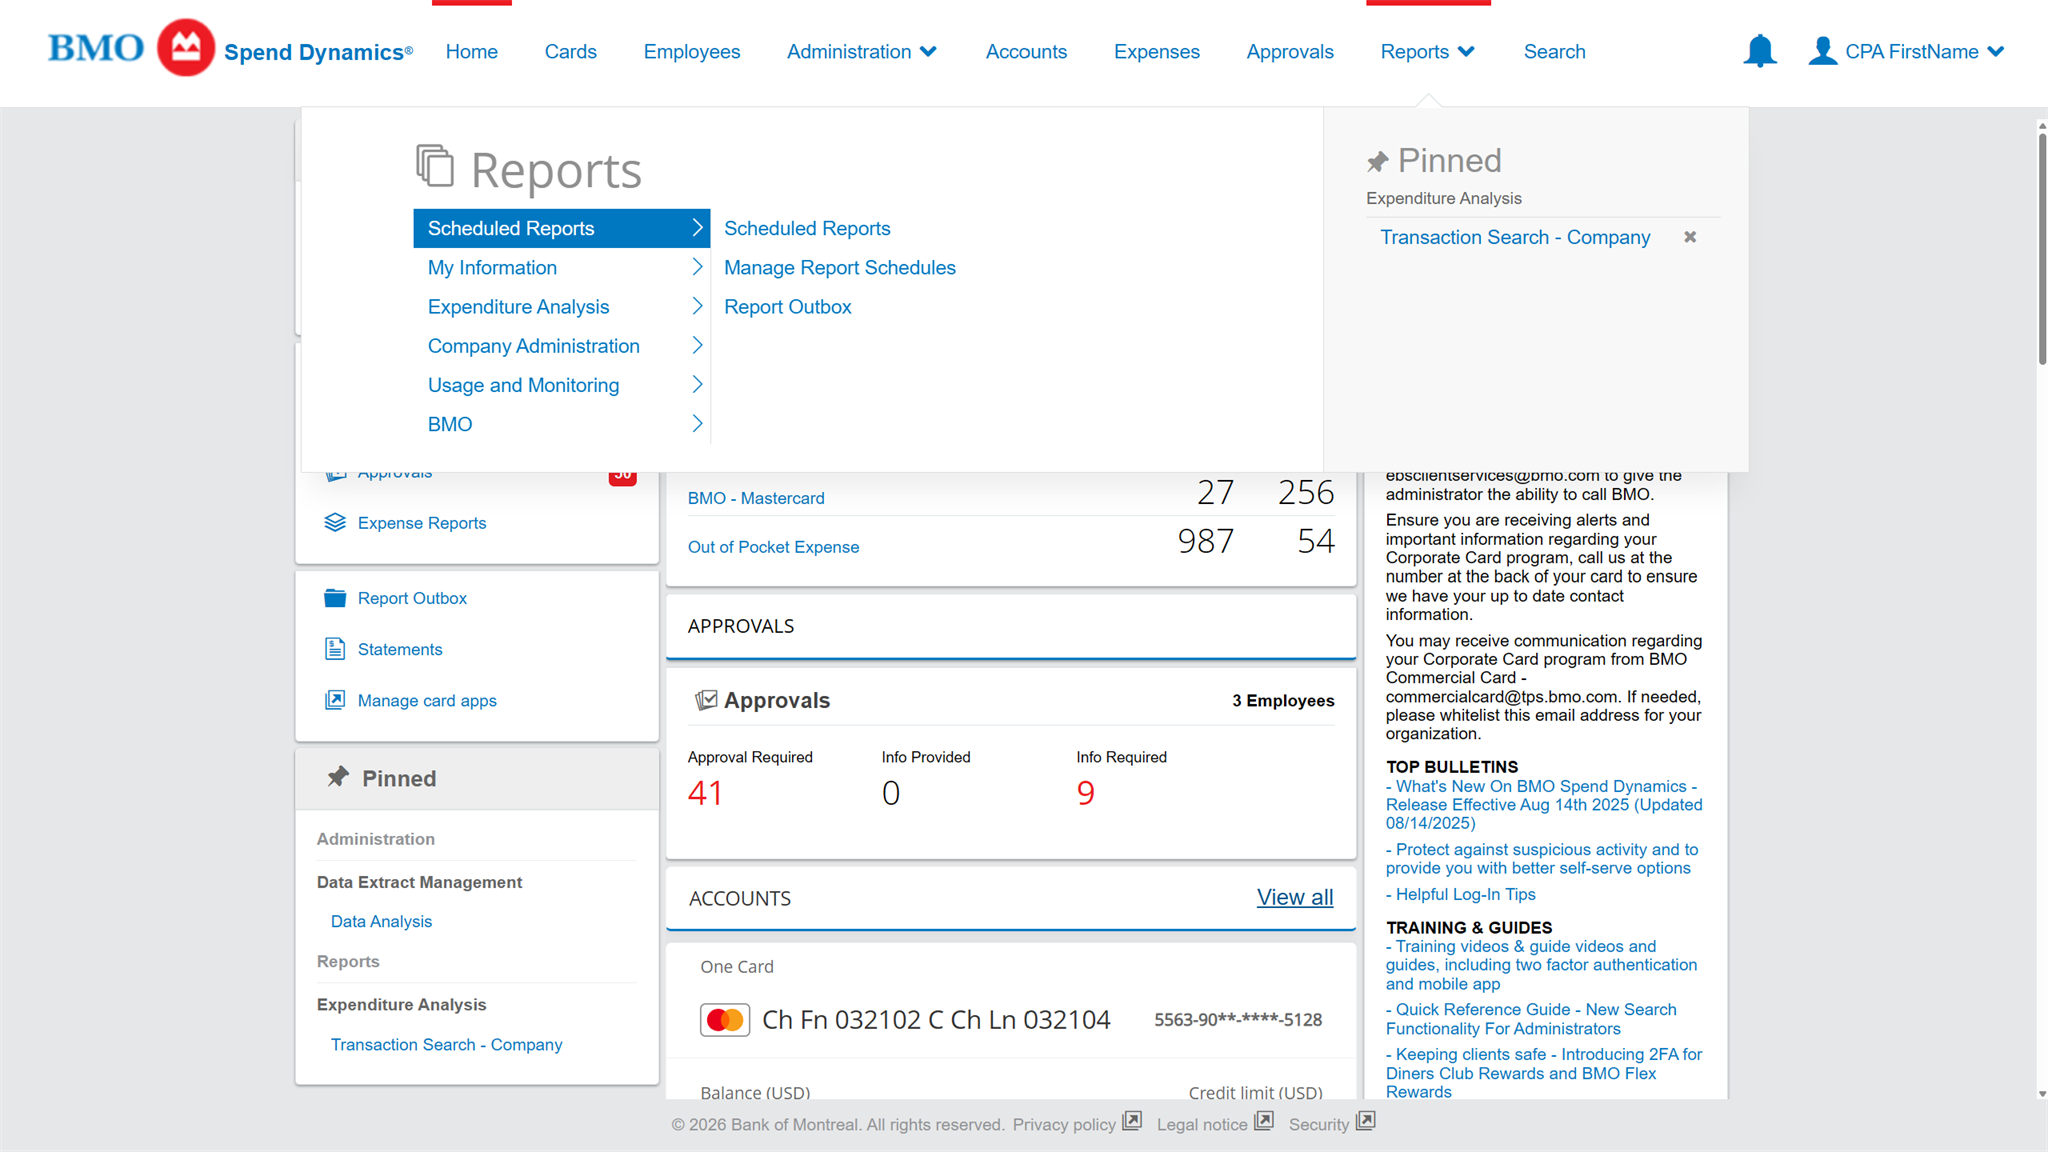 BMO Spend Dynamics®
Home
Cards
Employees
Administration
Accounts
Expenses
Approvals
Reports
Search
CPA FirstName
Reports
Scheduled Reports
My Information
Expenditure Analysis
Company Administration
Usage and Monitoring
BMO
Scheduled Reports
Manage Report Schedules
Report Outbox
Pinned
Expenditure Analysis
Transaction Search - Company
Approvals
Expense Reports
Report Outbox
Statements
Manage card apps
Pinned
Administration
Data Extract Management
Data Analysis
Reports
Expenditure Analysis
Transaction Search - Company
BMO - Mastercard 27 256
Out of Pocket Expense 987 54
APPROVALS
Approvals 3 Employees
Approval Required Info Provided Info Required
41 0 9
ACCOUNTS View all
One Card
Ch Fn 032102 C Ch Ln 032104 5563-90**-****-5128
Balance (USD) Credit limit (USD)
ebsclientservices@bmo.com to give the
administrator the ability to call BMO.
Ensure you are receiving alerts and
important information regarding your
Corporate Card program, call us at the
number at the back of your card to ensure
we have your up to date contact
information.
You may receive communication regarding
your Corporate Card program from BMO
Commercial Card -
commercialcard@tps.bmo.com. If needed,
please whitelist this email address for your
organization.
TOP BULLETINS
- What's New On BMO Spend Dynamics -
Release Effective Aug 14th 2025 (Updated
08/14/2025)
- Protect against suspicious activity and to
provide you with better self-serve options
- Helpful Log-In Tips
TRAINING & GUIDES
- Training videos & guide videos and
guides, including two factor authentication
and mobile app
- Quick Reference Guide - New Search
Functionality For Administrators
- Keeping clients safe - Introducing 2FA for
Diners Club Rewards and BMO Flex
Rewards
© 2026 Bank of Montreal. All rights reserved. Privacy policy Legal notice Security